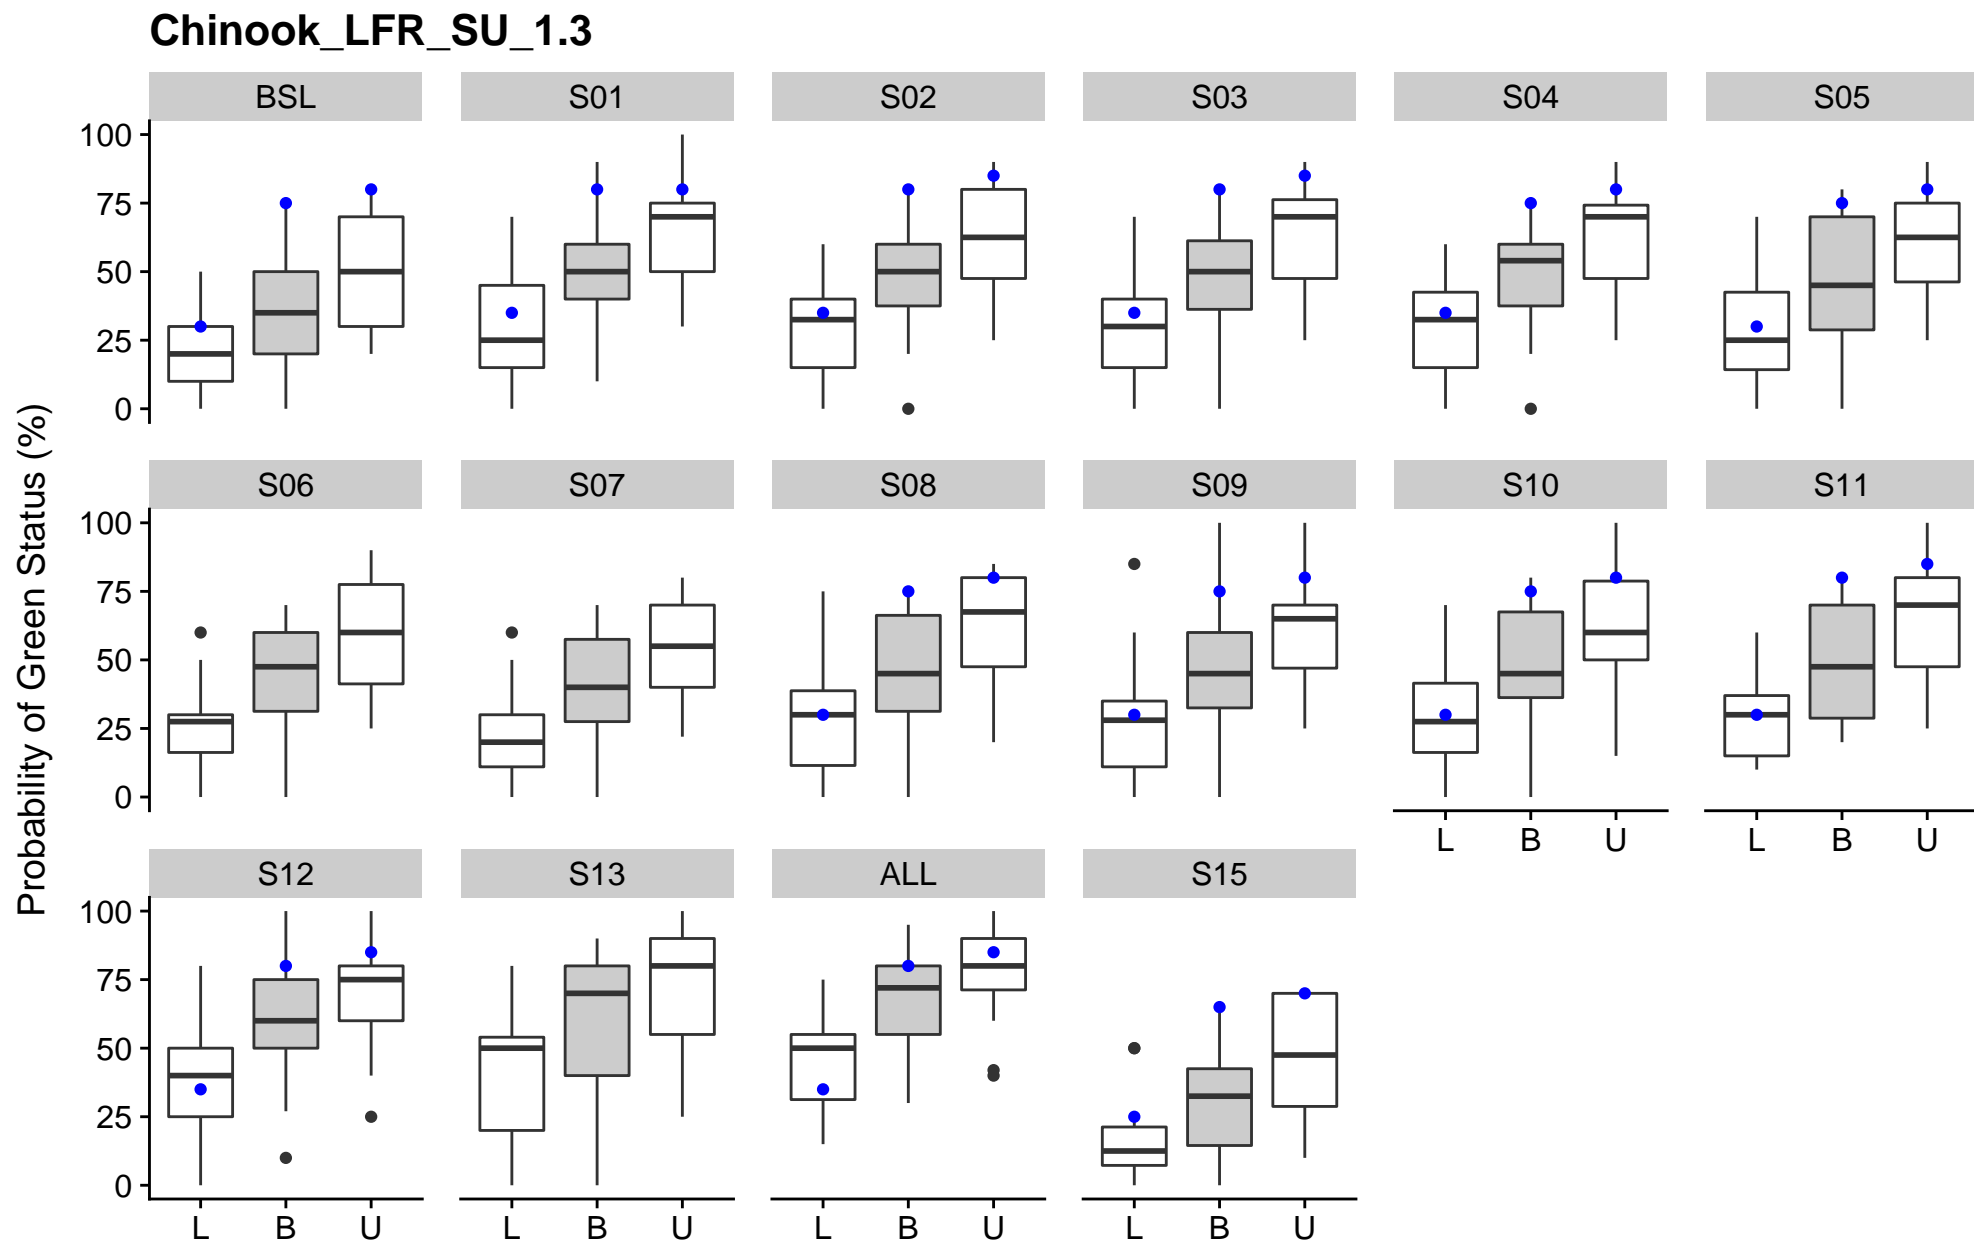 Chinook_LFR_SU_1.3
BSL S01 S02 S03 S04 S05
100
75
50
25
0
S06 S07 S08 S09 S10 S11
100
75
50
25
0
L B U L B U
S12 S13 ALL S15
100
75
50
25
0
L B U L B U L B U L B U
Probability of Green Status (%)